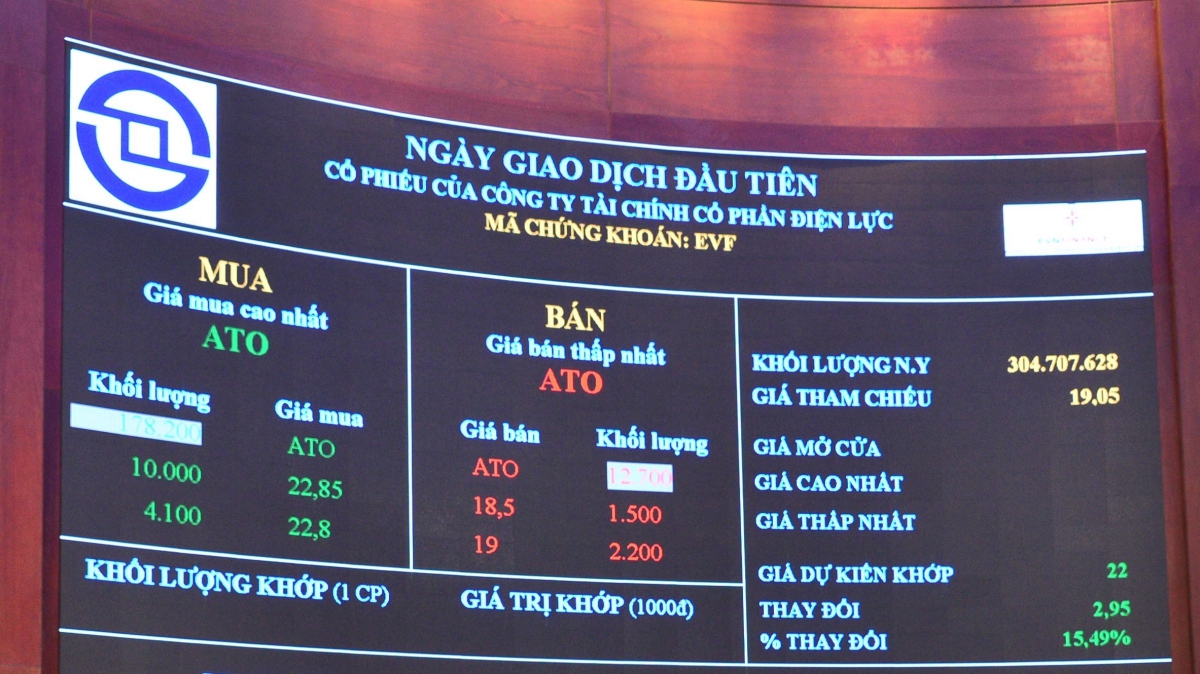 NGÀY GIAO DỊCH ĐẦU TIÊN
CỔ PHIẾU CỦA CÔNG TY TÀI CHÍNH CỔ PHẦN ĐIỆN LỰC
MÃ CHỨNG KHOÁN: EVF
MUA
Giá mua cao nhất
ATO
Khối lượng Giá mua
178.200 ATO
10.000 22,85
4.100 22,8
BÁN
Giá bán thấp nhất
ATO
Giá bán Khối lượng
ATO 12.700
18,5 1.500
19 2.200
KHỐI LƯỢNG N.Y 304.707.628
GIÁ THAM CHIẾU 19,05
GIÁ MỞ CỬA
GIÁ CAO NHẤT
GIÁ THẤP NHẤT
GIÁ DỰ KIẾN KHỚP 22
THAY ĐỔI 2,95
% THAY ĐỔI 15,49%
KHỐI LƯỢNG KHỚP (1 CP) GIÁ TRỊ KHỚP (1000đ)